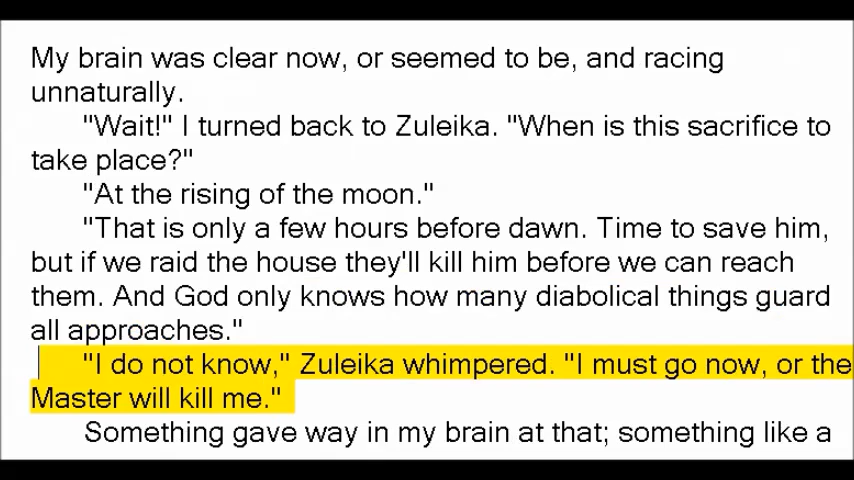 My brain was clear now, or seemed to be, and racing
unnaturally.
"Wait!" I turned back to Zuleika. "When is this sacrifice to
take place?"
"At the rising of the moon."
"That is only a few hours before dawn. Time to save him,
but if we raid the house they'll kill him before we can reach
them. And God only knows how many diabolical things guard
all approaches."
"I do not know," Zuleika whimpered. "I must go now, or the
Master will kill me."
Something gave way in my brain at that; something like a